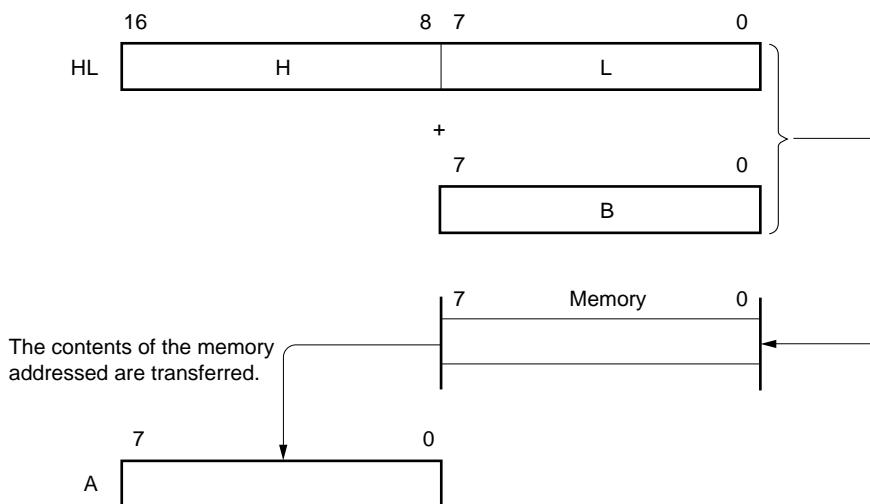 16 8 7 0
HL H L
+
7 0
B
7 Memory 0
The contents of the memory
addressed are transferred.
7 0
A